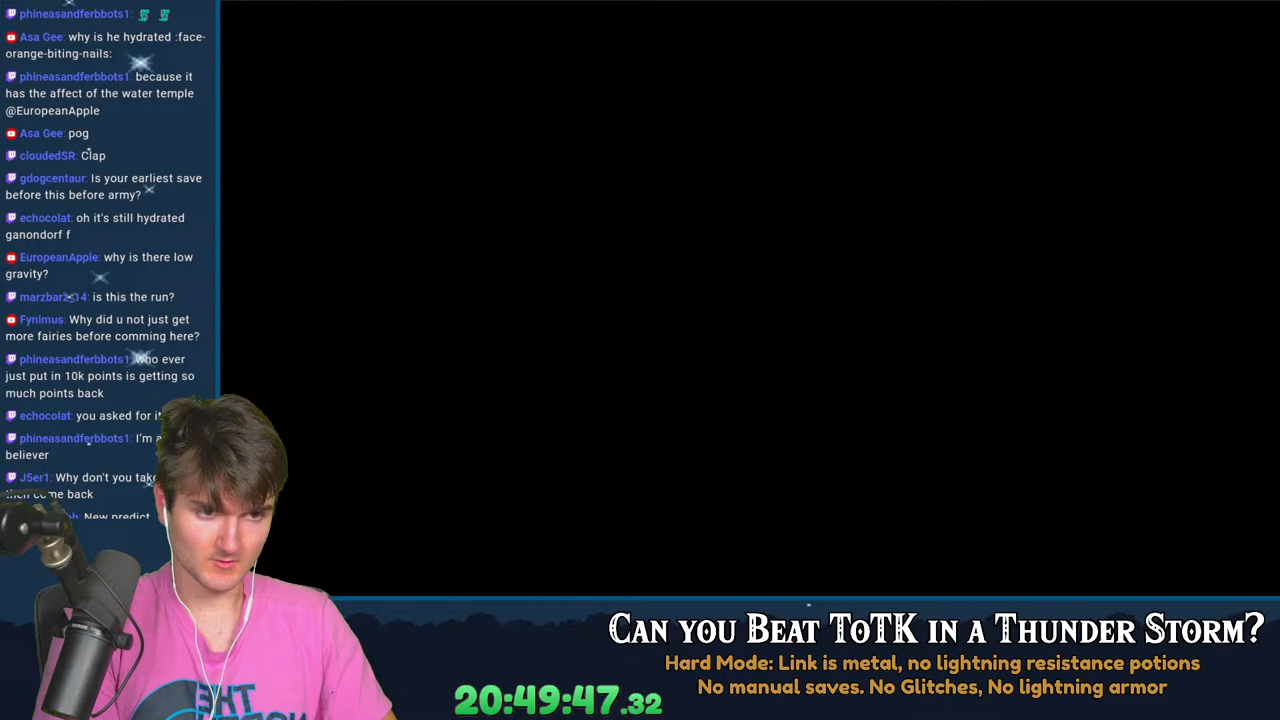 phineasandferbbots1:
Asa Gee: why is he hydrated :face-
orange-biting-nails:
phineasandferbbots1: because it
has the affect of the water temple
@EuropeanApple
Asa Gee: pog
cloudedSR: Clap
gdogcentaur: Is your earliest save
before this before army?
echocolat: oh it's still hydrated
ganondorf f
EuropeanApple: why is there low
gravity?
marzbarz_14: is this the run?
Fynimus: Why did u not just get
more fairies before comming here?
phineasandferbbots1: who ever
just put in 10k points is getting so
much points back
echocolat: you asked for it
phineasandferbbots1: I'm a
believer
J5er1: Why don't you take
then come back
New predict
THE
CAN YOU BEAT TOTK IN A THUNDER STORM?
Hard Mode: Link is metal, no lightning resistance potions
No manual saves. No Glitches, No lightning armor
20:49:47.32